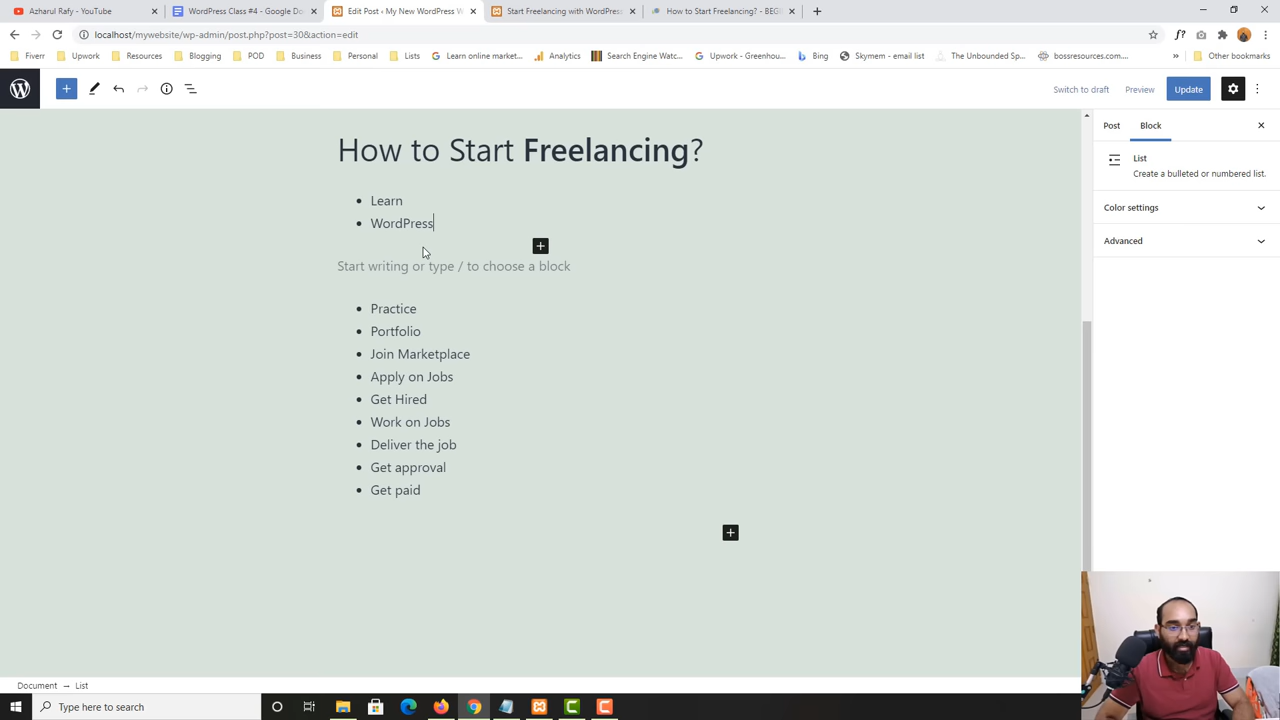 Azharul Rafy - YouTube
WordPress Class #4 - Google Do
Edit Post ‹ My New WordPress W
Start Freelancing with WordPres
How to Start Freelancing? - BEG
localhost/mywebsite/wp-admin/post.php?post=30&action=edit
Fiverr
Upwork
Resources
Blogging
POD
Business
Personal
Lists
Learn online market...
Analytics
Search Engine Watc...
Upwork - Greenhou...
Bing
Skymem - email list
The Unbounded Sp...
bossresources.com...
»
Other bookmarks
Switch to draft
Preview
Update
Post
Block
List
Create a bulleted or numbered list.
Color settings
Advanced
How to Start Freelancing?
• Learn
• WordPress
Start writing or type / to choose a block
• Practice
• Portfolio
• Join Marketplace
• Apply on Jobs
• Get Hired
• Work on Jobs
• Deliver the job
• Get approval
• Get paid
Document → List
Type here to search